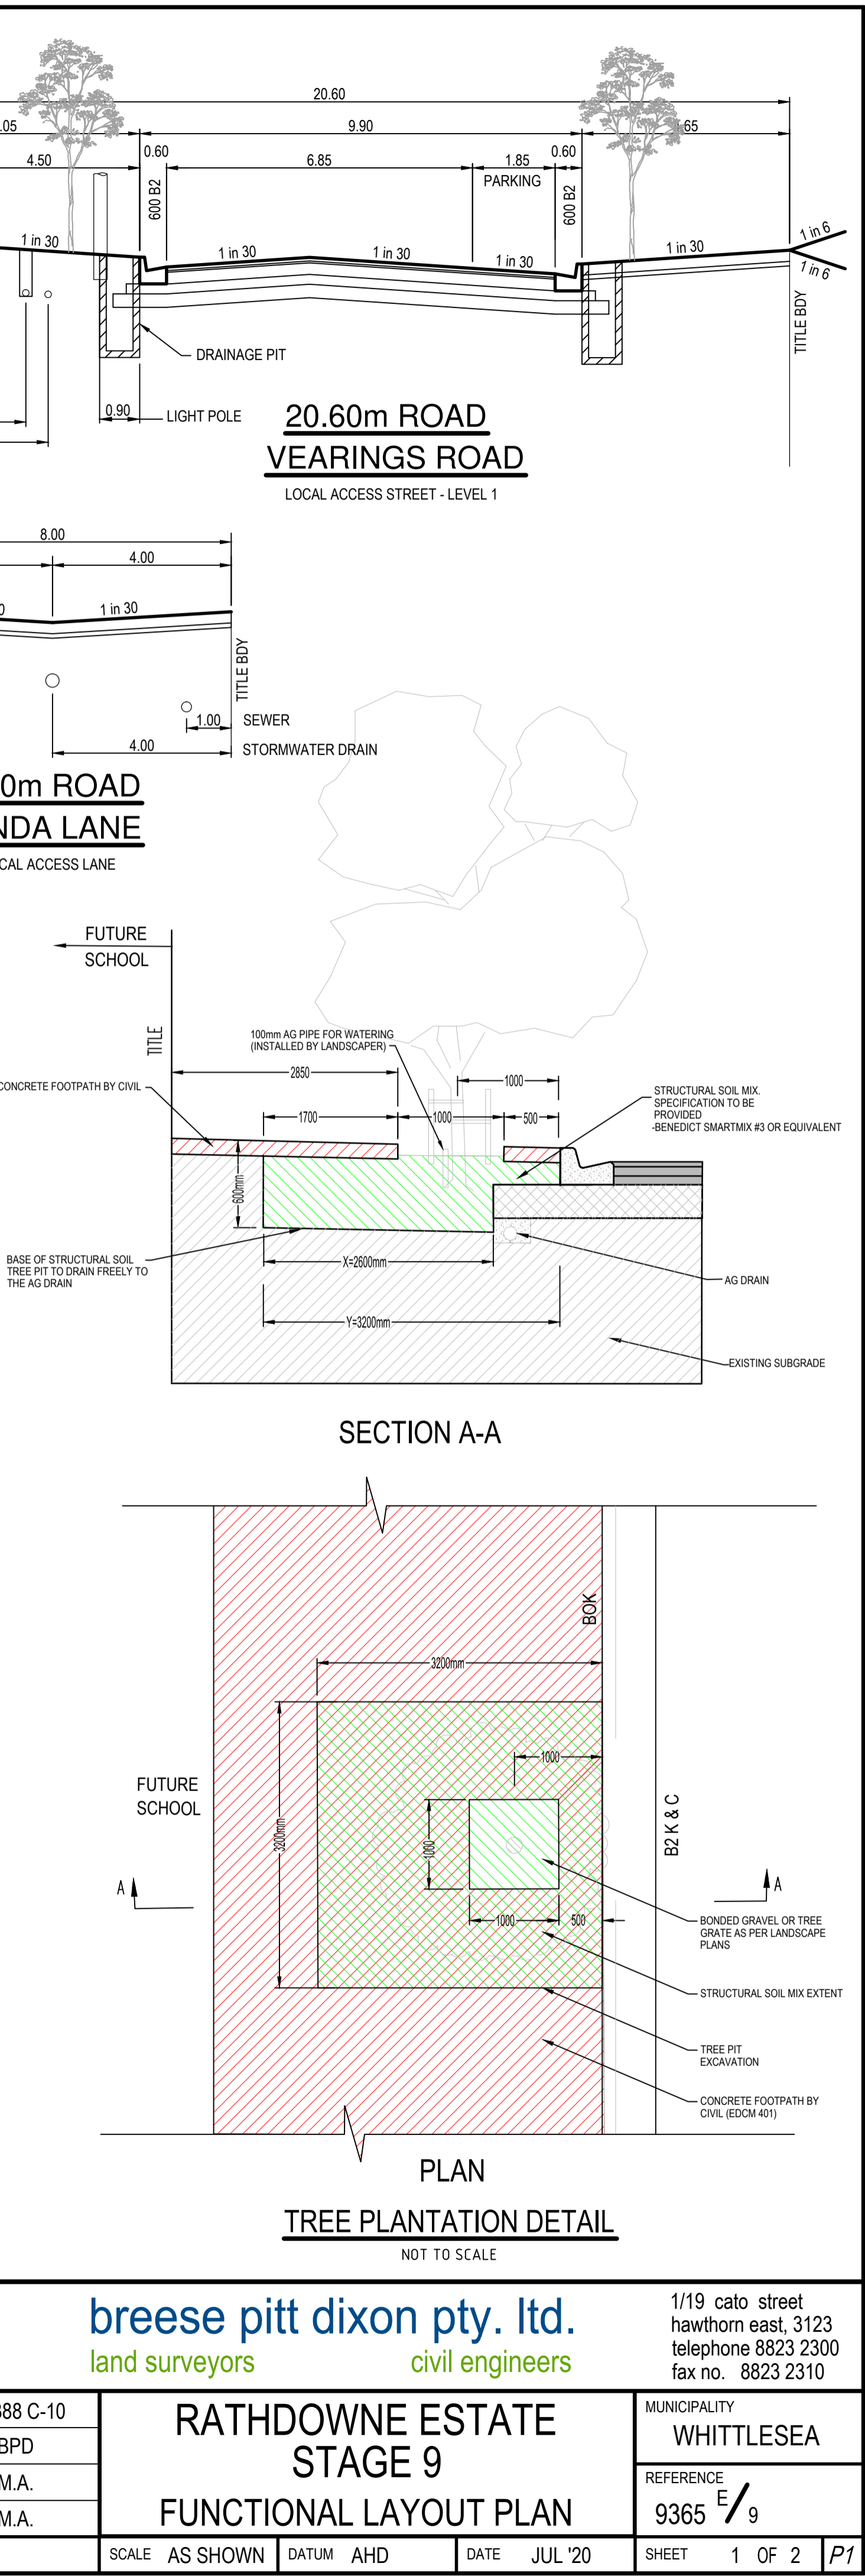 20.60
.05
9.90
65
4.50
0.60
6.85
1.85
0.60
PARKING
600 B2
600 B2
1 in 30
1 in 30
1 in 30
1 in 30
1 in 30
1 in 6
1 in 6
TITLE BDY
DRAINAGE PIT
0.90
LIGHT POLE
20.60m ROAD
VEARINGS ROAD
LOCAL ACCESS STREET - LEVEL 1
8.00
4.00
0
1 in 30
TITLE BDY
1.00
SEWER
4.00
STORMWATER DRAIN
0m ROAD
NDA LANE
CAL ACCESS LANE
FUTURE
SCHOOL
TITLE
100mm AG PIPE FOR WATERING
(INSTALLED BY LANDSCAPER)
2850
1000
CONCRETE FOOTPATH BY CIVIL
1700
1000
500
STRUCTURAL SOIL MIX.
SPECIFICATION TO BE
PROVIDED
-BENEDICT SMARTMIX #3 OR EQUIVALENT
600mm
BASE OF STRUCTURAL SOIL
TREE PIT TO DRAIN FREELY TO
THE AG DRAIN
X=2600mm
AG DRAIN
Y=3200mm
EXISTING SUBGRADE
SECTION A-A
BOK
3200mm
1000
FUTURE
SCHOOL
3200mm
1000
B2 K & C
A
A
1000
500
BONDED GRAVEL OR TREE
GRATE AS PER LANDSCAPE
PLANS
STRUCTURAL SOIL MIX EXTENT
TREE PIT
EXCAVATION
CONCRETE FOOTPATH BY
CIVIL (EDCM 401)
PLAN
TREE PLANTATION DETAIL
NOT TO SCALE
breese pitt dixon pty. ltd.
land surveyors
civil engineers
1/19 cato street
hawthorn east, 3123
telephone 8823 2300
fax no. 8823 2310
88 C-10
BPD
M.A.
M.A.
RATHDOWNE ESTATE
STAGE 9
FUNCTIONAL LAYOUT PLAN
MUNICIPALITY
WHITTLESEA
REFERENCE
9365 E/9
SCALE AS SHOWN
DATUM AHD
DATE JUL '20
SHEET 1 OF 2
P1